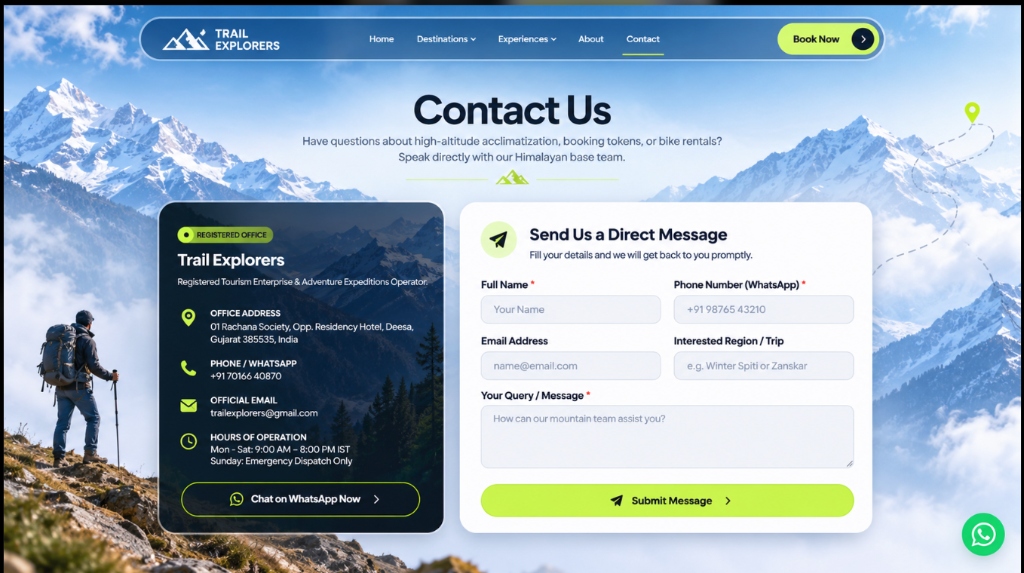 TRAIL
EXPLORERS
Home
Destinations
Experiences
About
Contact
Book Now
Contact Us
Have questions about high-altitude acclimatization, booking tokens, or bike rentals?
Speak directly with our Himalayan base team.
REGISTERED OFFICE
Trail Explorers
Registered Tourism Enterprise & Adventure Expeditions Operator.
OFFICE ADDRESS
01 Rachana Society, Opp. Residency Hotel, Deesa,
Gujarat 385535, India
PHONE / WHATSAPP
+91 70166 40870
OFFICIAL EMAIL
trailexplorers@gmail.com
HOURS OF OPERATION
Mon - Sat: 9:00 AM – 8:00 PM IST
Sunday: Emergency Dispatch Only
Chat on WhatsApp Now
Send Us a Direct Message
Fill your details and we will get back to you promptly.
Full Name *
Your Name
Phone Number (WhatsApp) *
+91 98765 43210
Email Address
name@email.com
Interested Region / Trip
e.g. Winter Spiti or Zanskar
Your Query / Message *
How can our mountain team assist you?
Submit Message